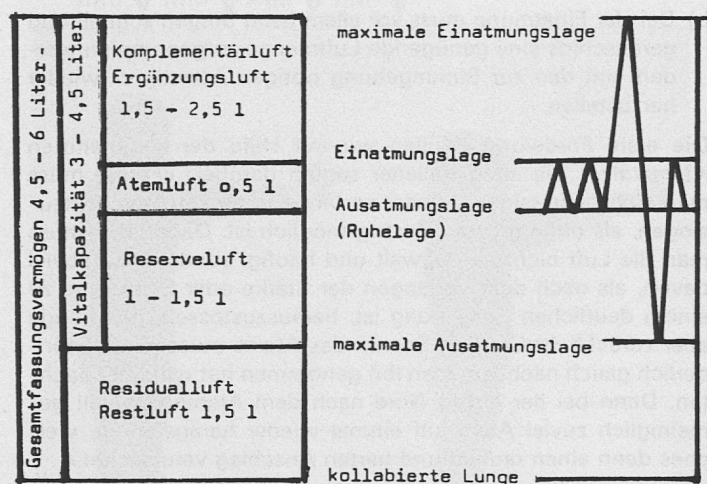 Gesamtfassungsvermögen 4,5 – 6 Liter
Vitalkapazität 3 – 4,5 Liter
Komplementärluft
Ergänzungsluft
1,5 – 2,5 l
Atemluft o,5 l
Reserveluft
1 – 1,5 l
Residualluft
Restluft 1,5 l
maximale Einatmungslage
Einatmungslage
Ausatmungslage
(Ruhelage)
maximale Ausatmungslage
kollabierte Lunge